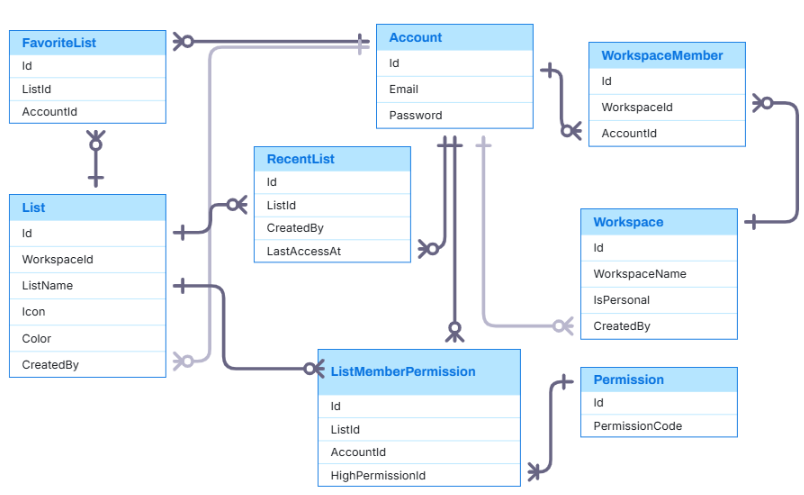 FavoriteList
Id
ListId
AccountId
Account
Id
Email
Password
WorkspaceMember
Id
WorkspaceId
AccountId
RecentList
Id
ListId
CreatedBy
LastAccessAt
List
Id
WorkspaceId
ListName
Icon
Color
CreatedBy
Workspace
Id
WorkspaceName
IsPersonal
CreatedBy
ListMemberPermission
Id
ListId
AccountId
HighPermissionId
Permission
Id
PermissionCode